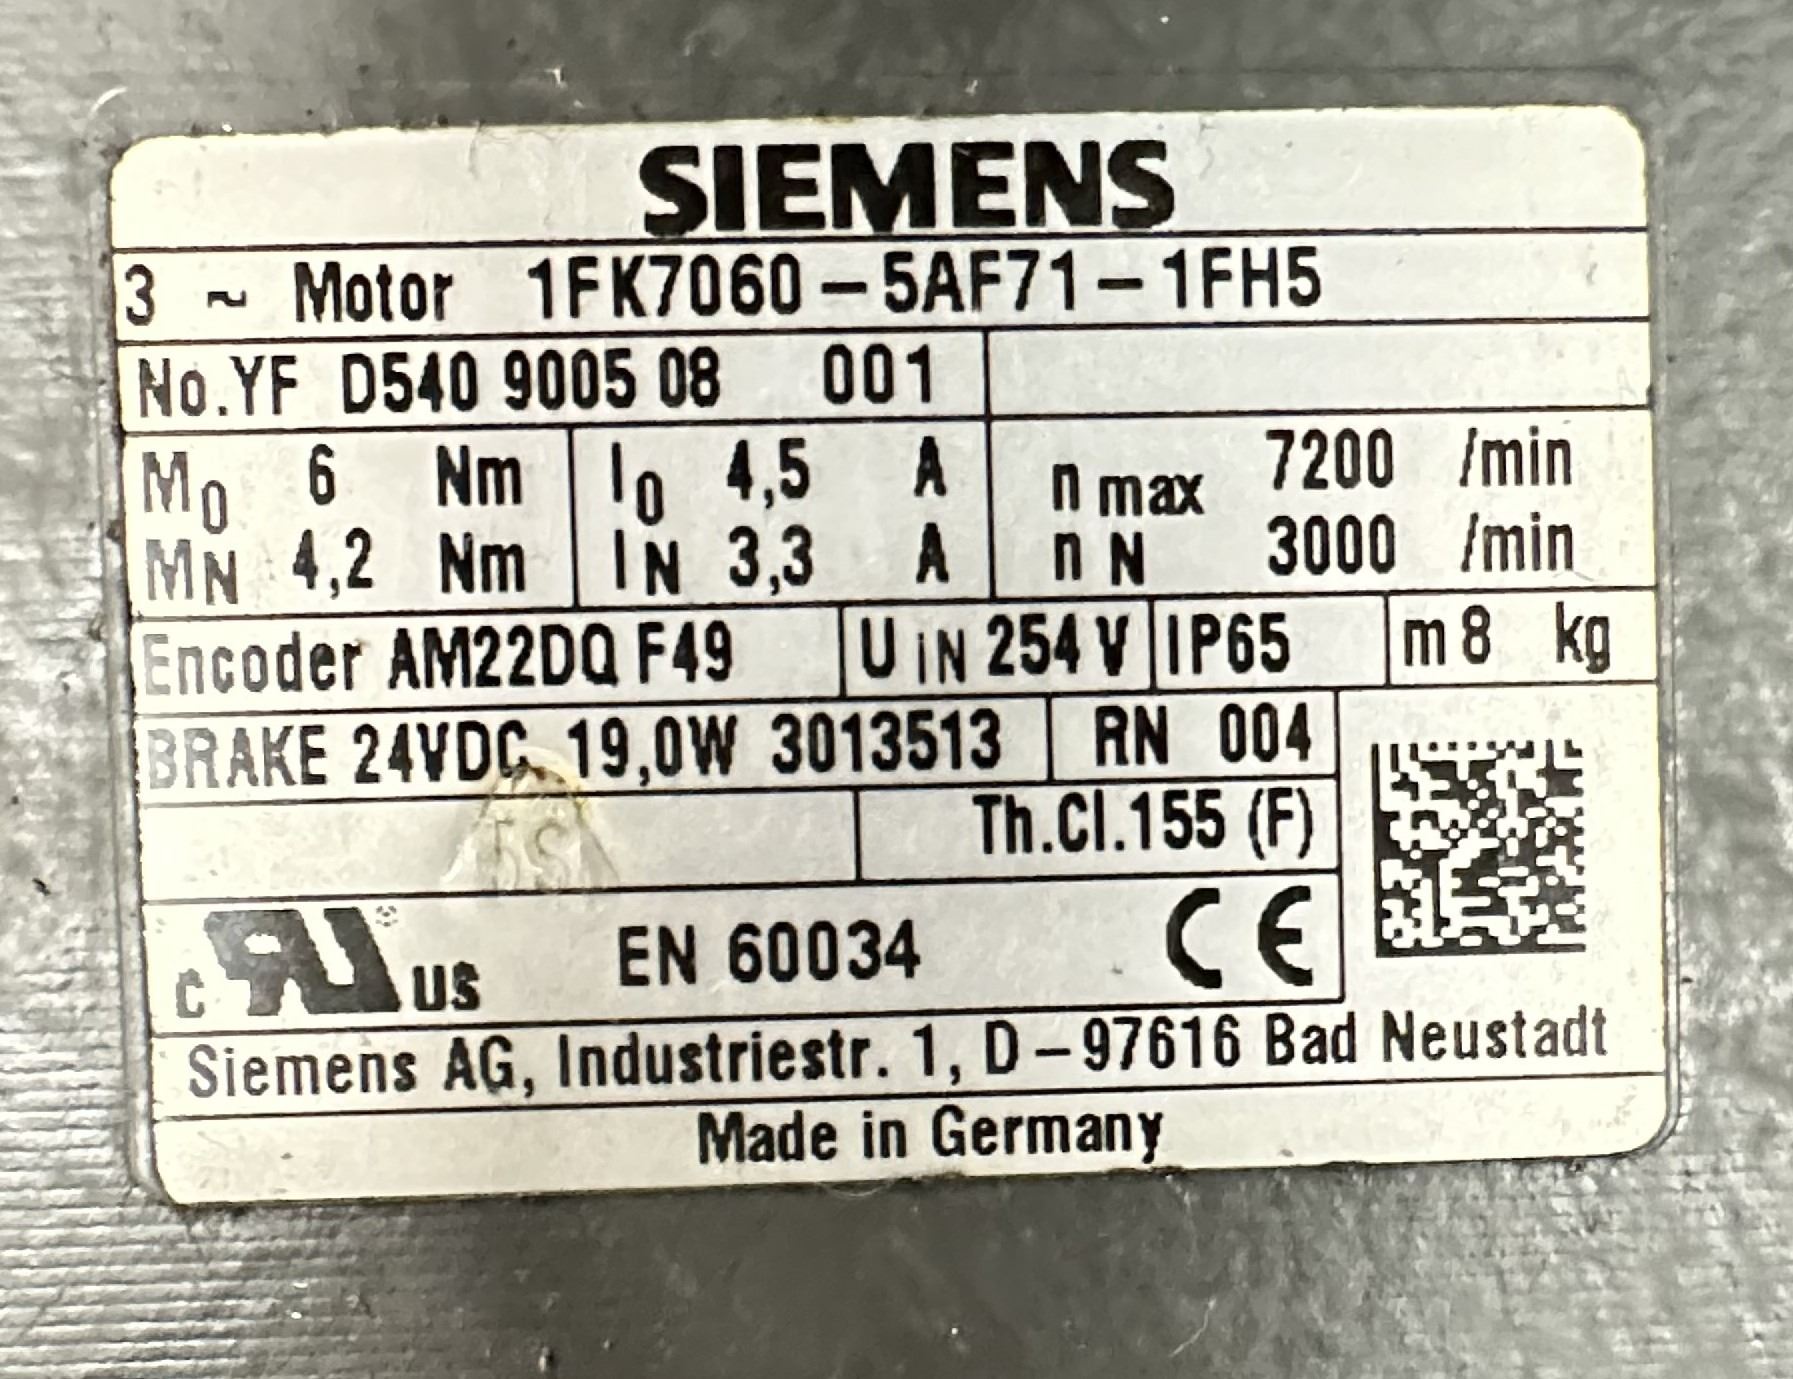 SIEMENS
3 ~ Motor 1FK7060-5AF71-1FH5
No.YF D540 9005 08 001
M0 6 Nm I0 4,5 A n max 7200 /min
MN 4,2 Nm IN 3,3 A n N 3000 /min
Encoder AM22DQ F49 U iN 254 V IP65 m 8 kg
BRAKE 24VDC 19,0W 3013513 RN 004
Th.Cl.155 (F)
c RU US EN 60034 CE
Siemens AG, Industriestr. 1, D-97616 Bad Neustadt
Made in Germany